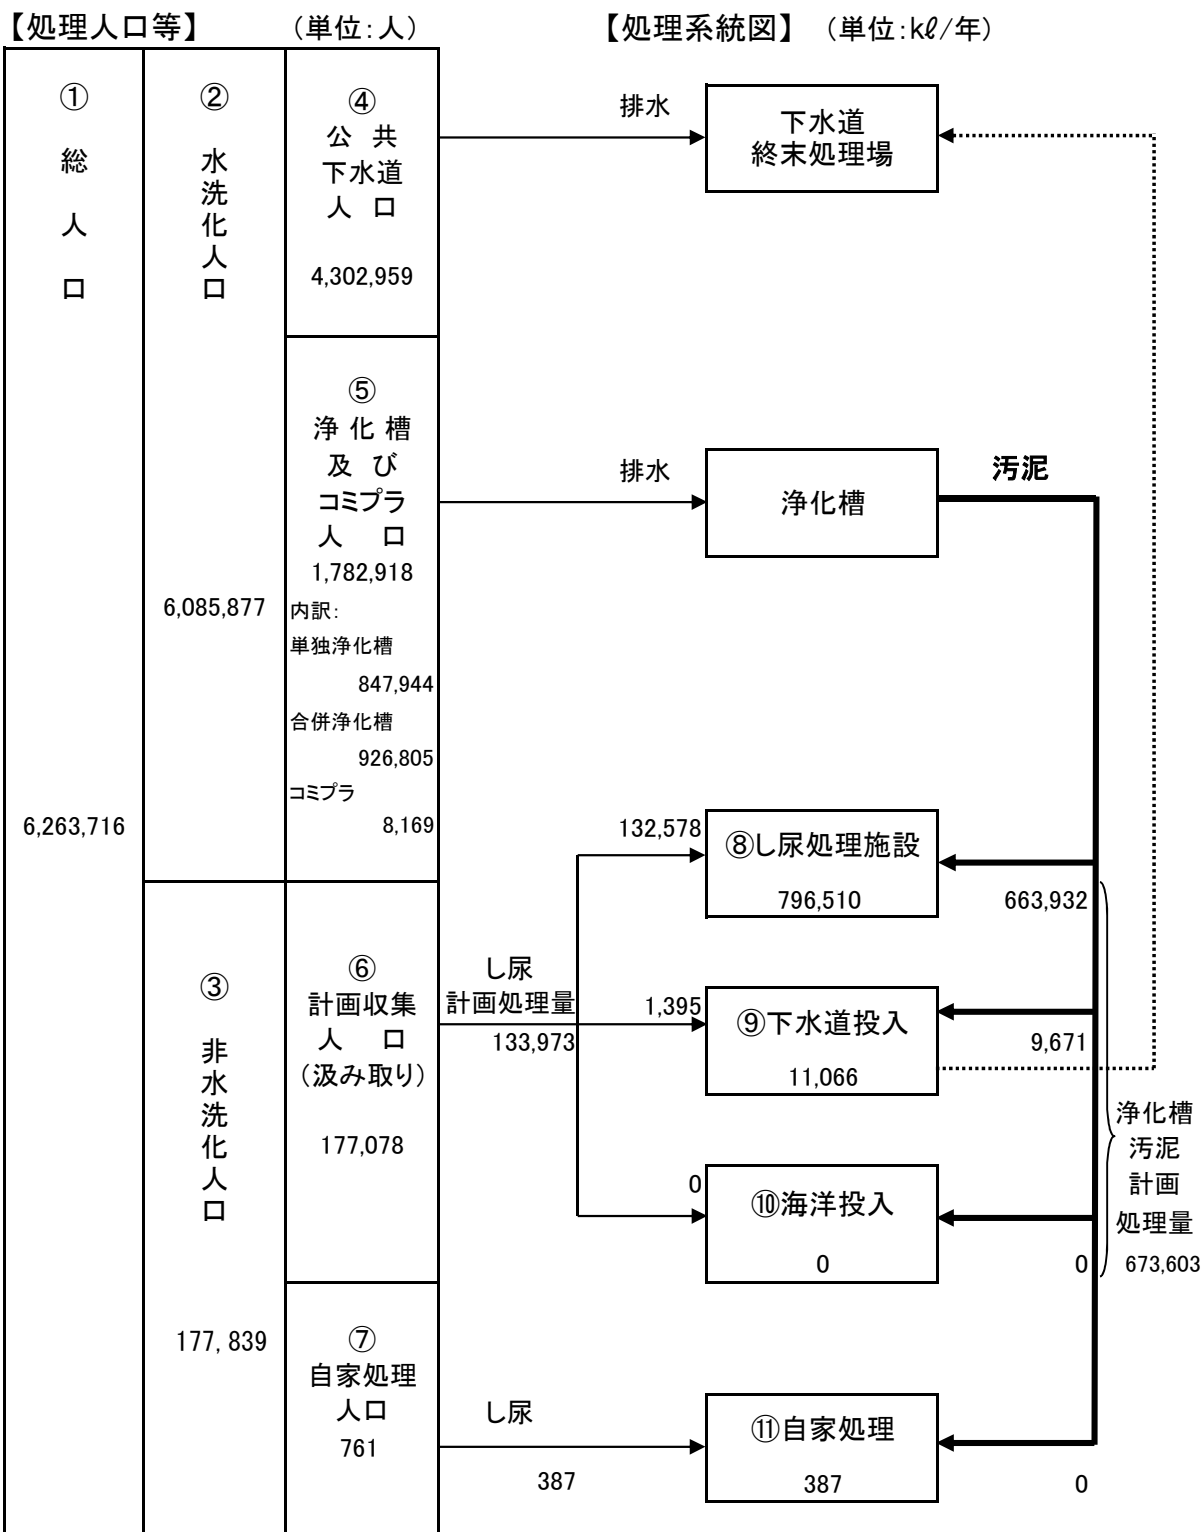 【処理人口等】 （単位：人）
【処理系統図】 （単位：kℓ/年）
①
総
人
口
6,263,716
②
水
洗
化
人
口
6,085,877
③
非
水
洗
化
人
口
177,839
④
公 共
下水道
人 口
4,302,959
⑤
浄 化 槽
及 び
コミプラ
人 口
1,782,918
内訳：
単独浄化槽
847,944
合併浄化槽
926,805
コミプラ
8,169
⑥
計画収集
人 口
（汲み取り）
177,078
⑦
自家処理
人口
761
排水
下水道
終末処理場
排水
浄化槽
汚泥
132,578
⑧し尿処理施設
796,510
663,932
し尿
計画処理量
133,973
1,395
⑨下水道投入
11,066
9,671
0
⑩海洋投入
0
0
浄化槽
汚泥
計画
処理量
673,603
し尿
387
⑪自家処理
387
0